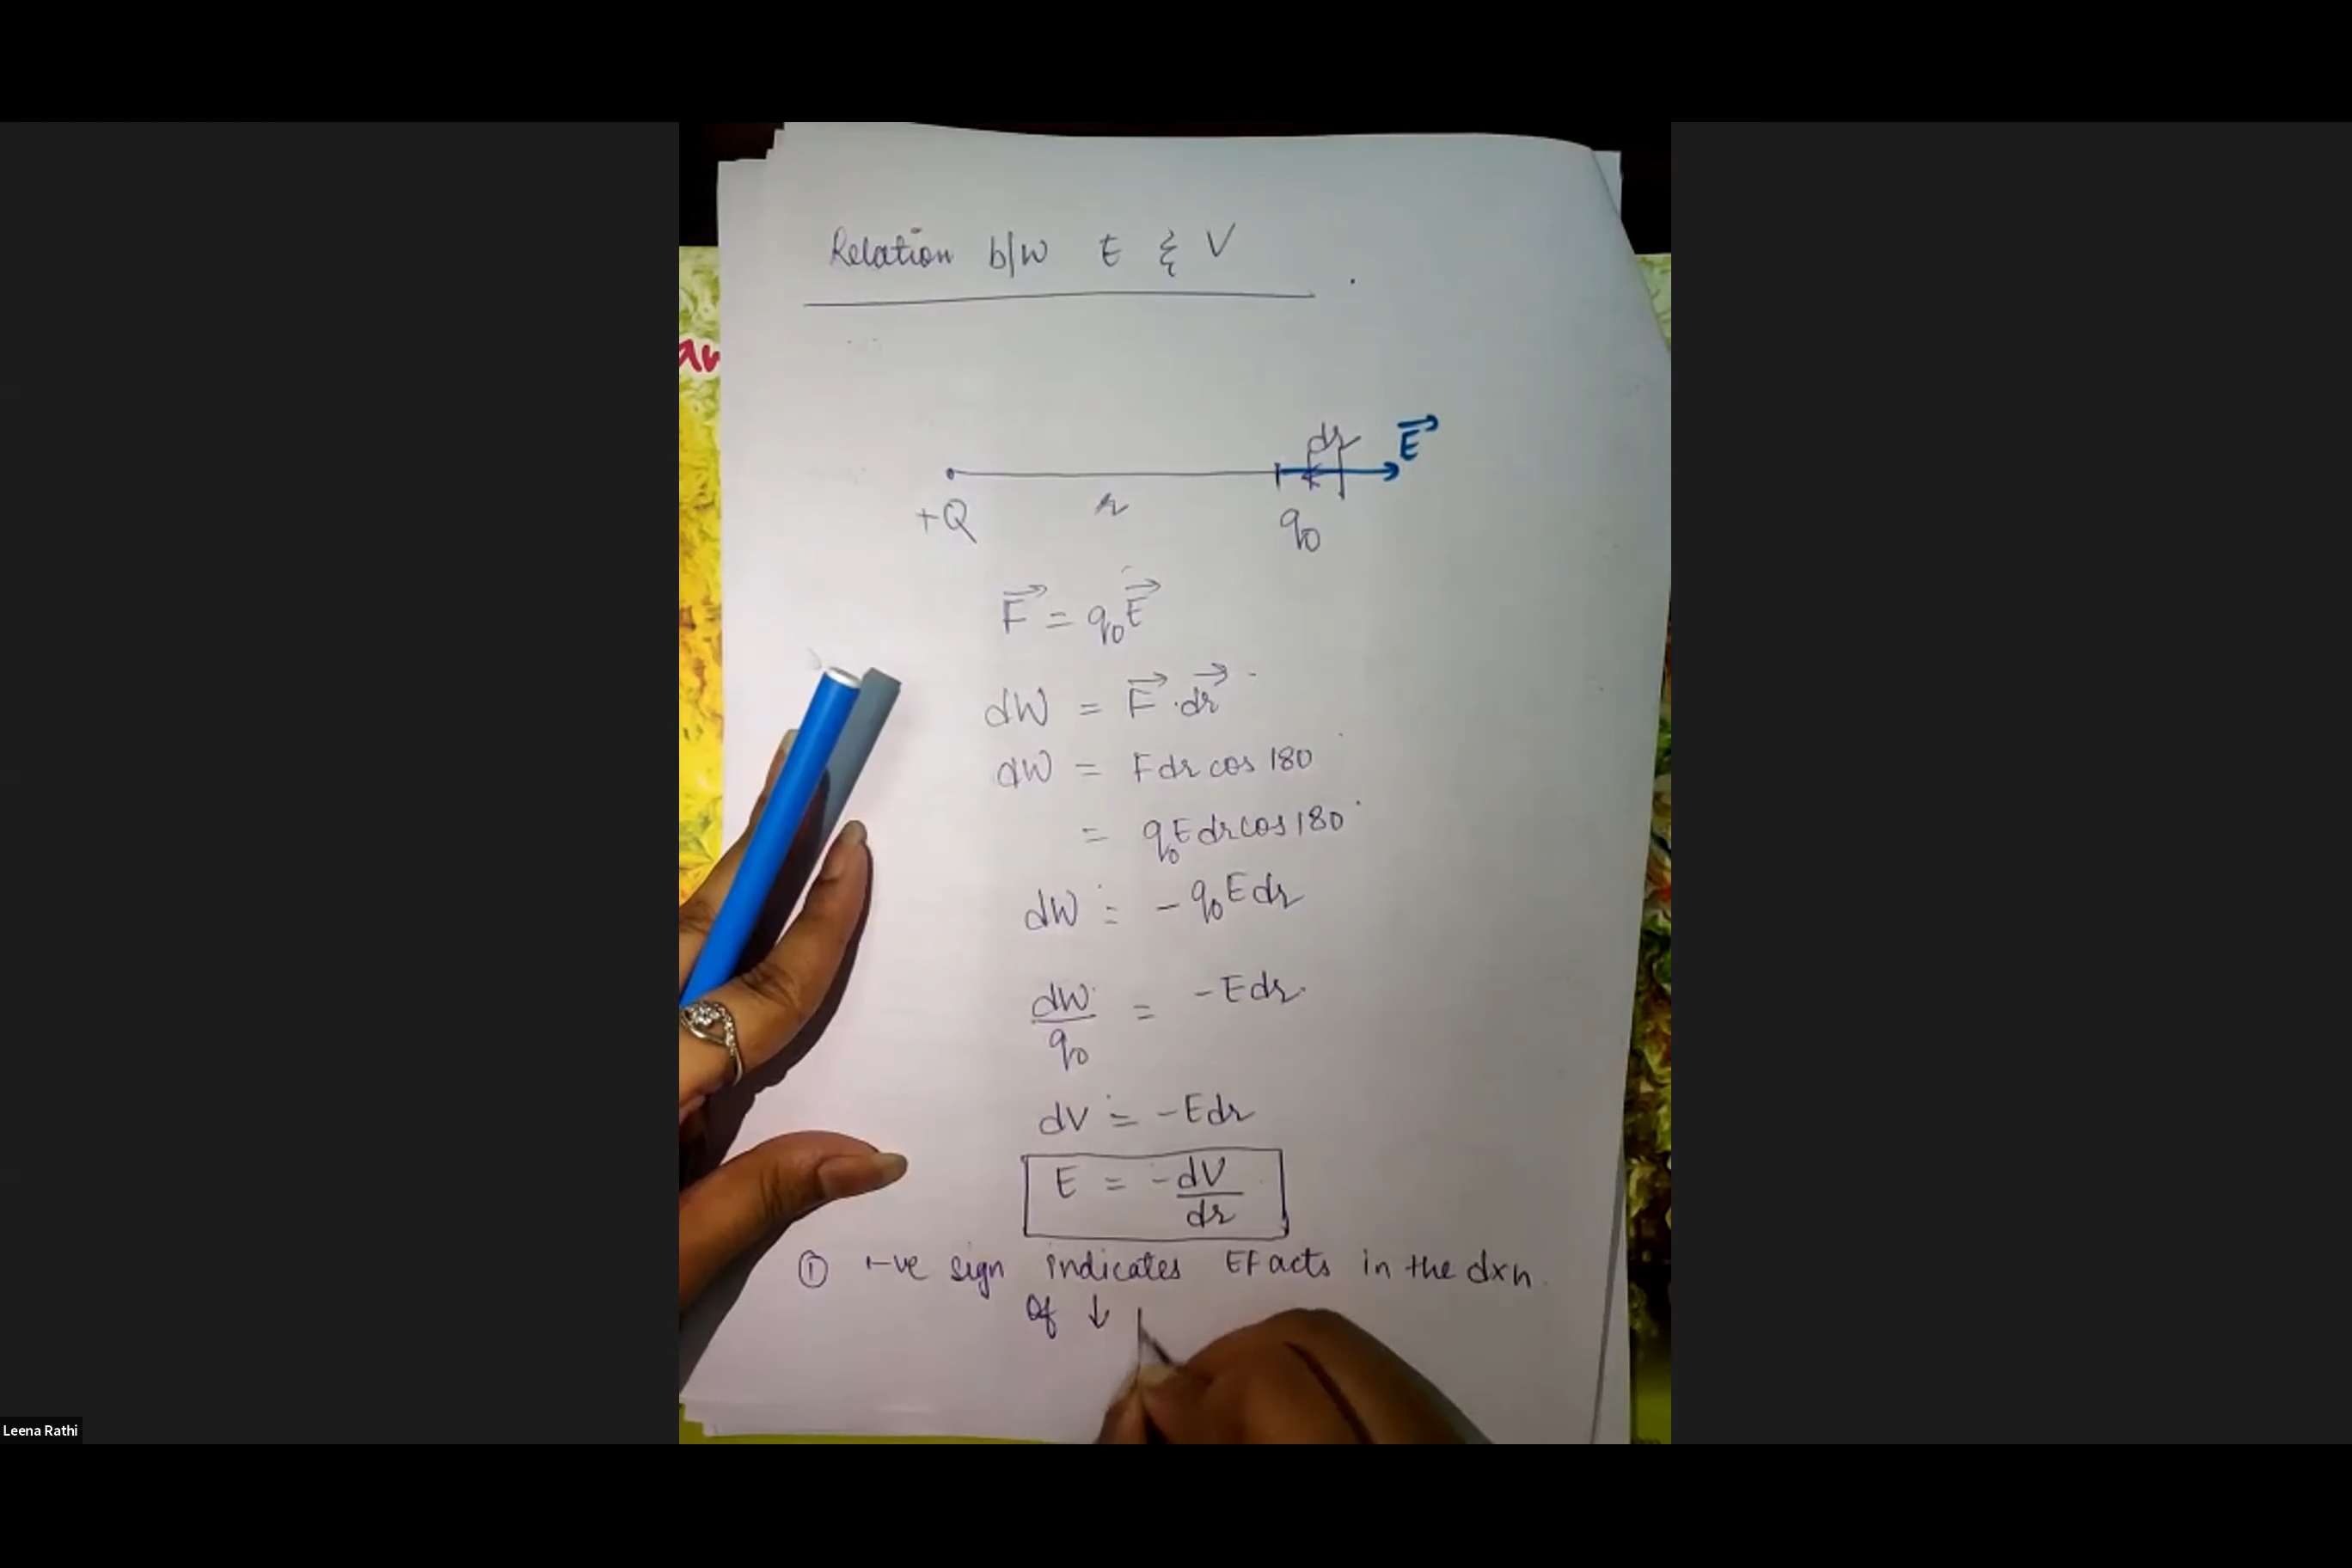 Relation b/w E & V
dr
E
+Q
r
q₀
F = q₀E
dW = F.dr
dW = Fdr cos 180
= q₀Edrcos180
dW = -q₀Edr
dW/q₀ = -Edr
dV = -Edr
E = -dV/dr
① -ve sign indicates EF acts in the dxn
of ↓
Leena Rathi